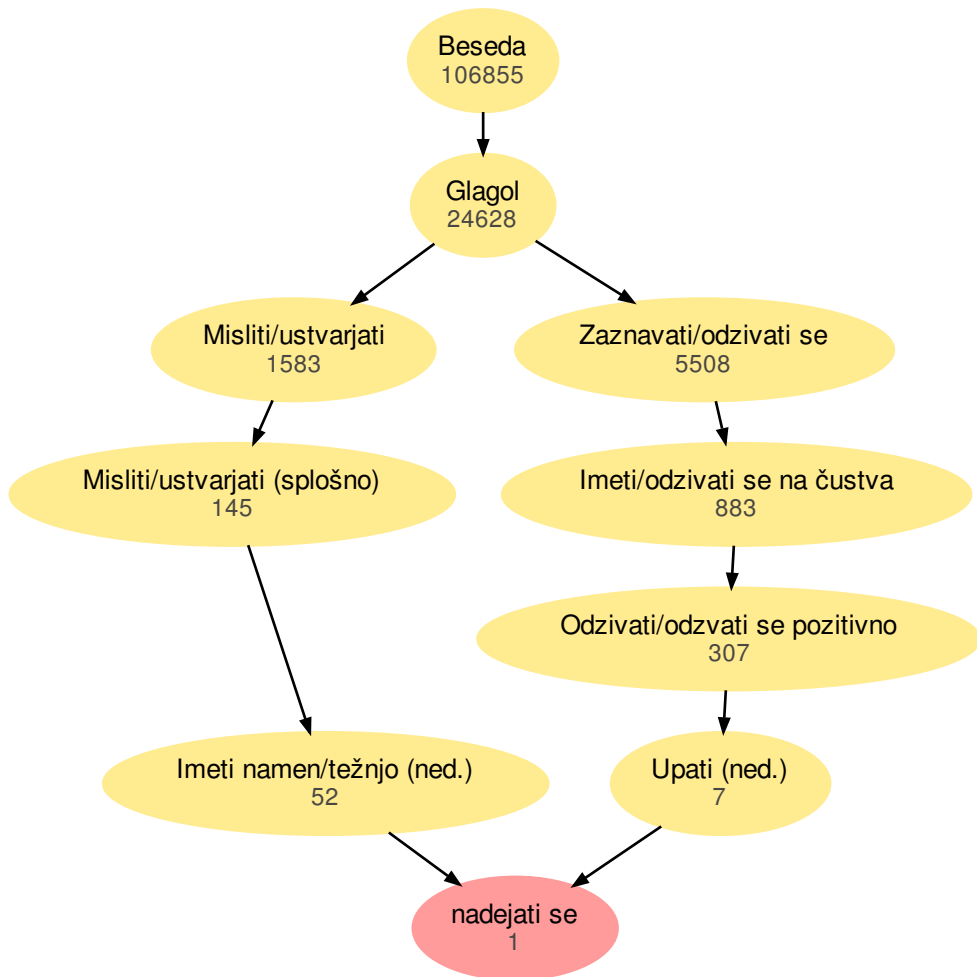 Beseda
106855
Glagol
24628
Misliti/ustvarjati
1583
Zaznavati/odzivati se
5508
Misliti/ustvarjati (splošno)
145
Imeti/odzivati se na čustva
883
Odzivati/odzvati se pozitivno
307
Imeti namen/težnjo (ned.)
52
Upati (ned.)
7
nadejati se
1